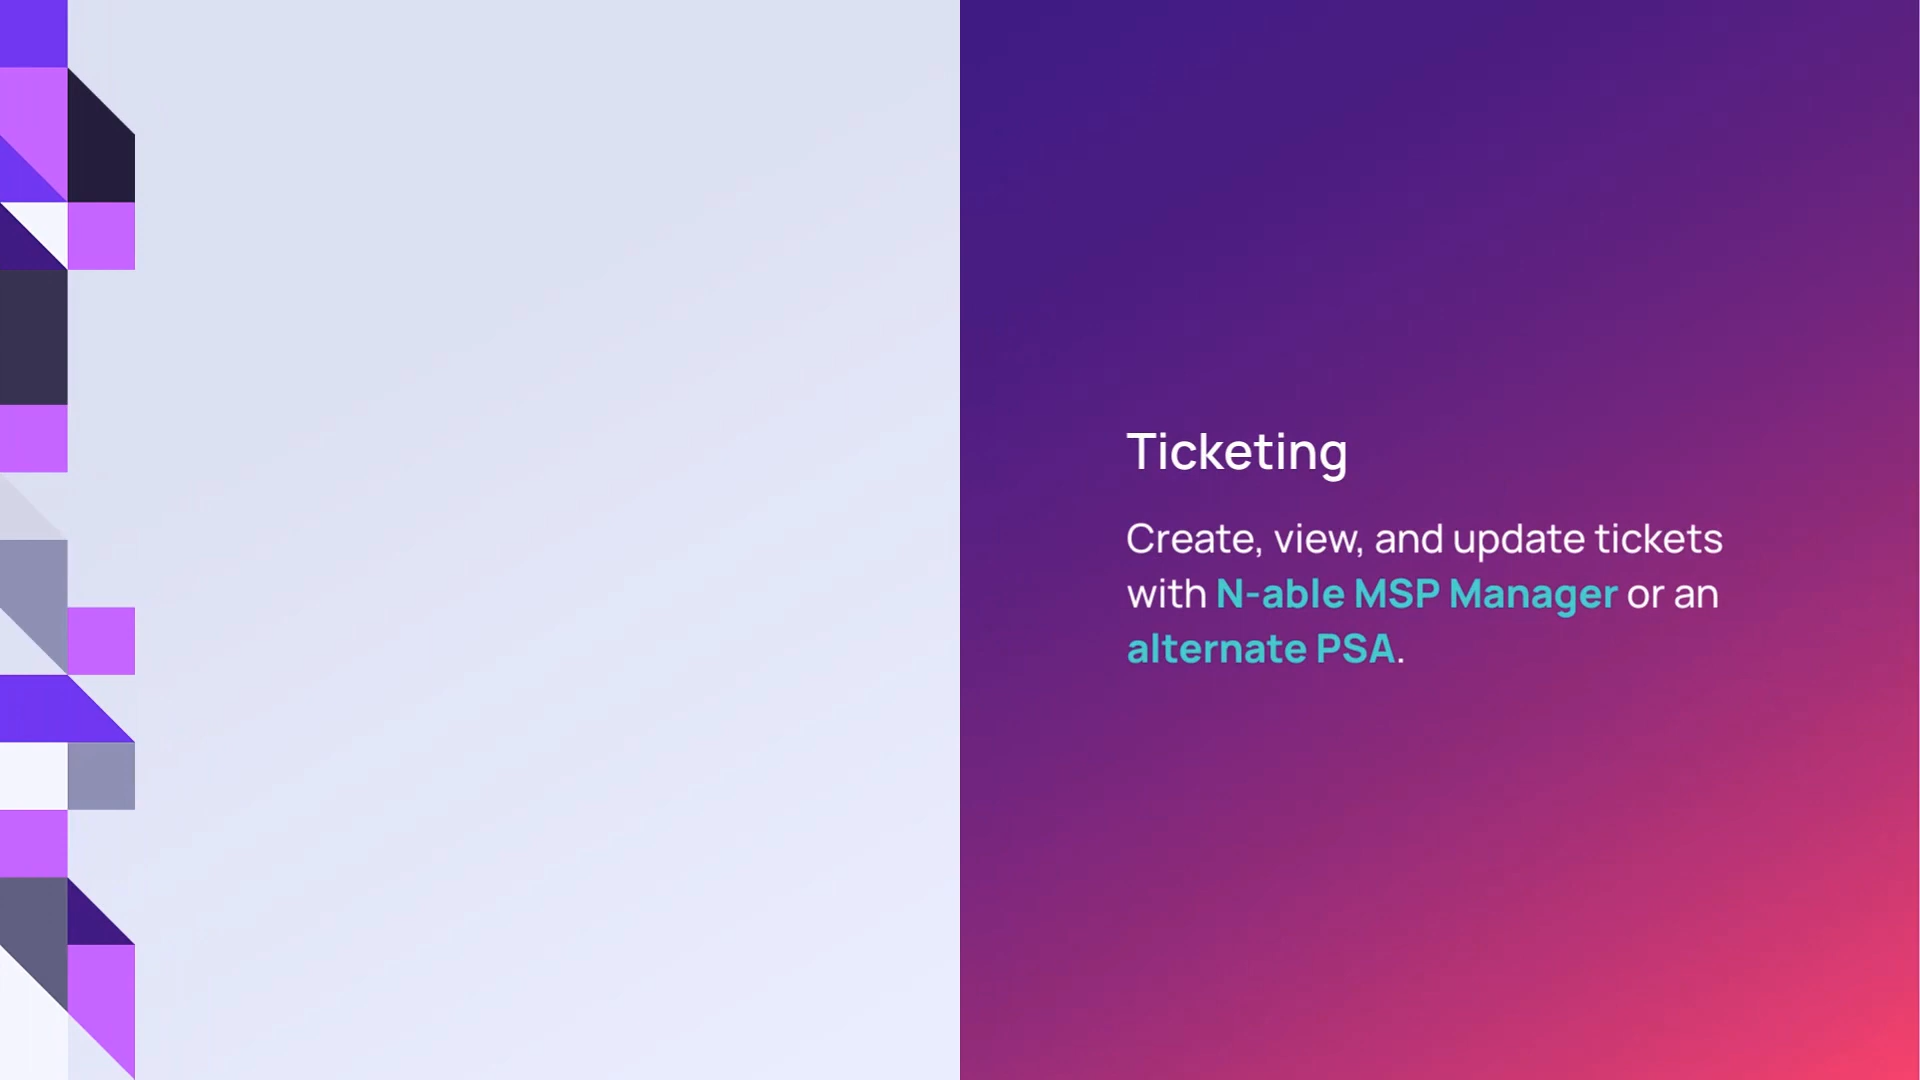 Ticketing
Create, view, and update tickets
with N-able MSP Manager or an
alternate PSA.